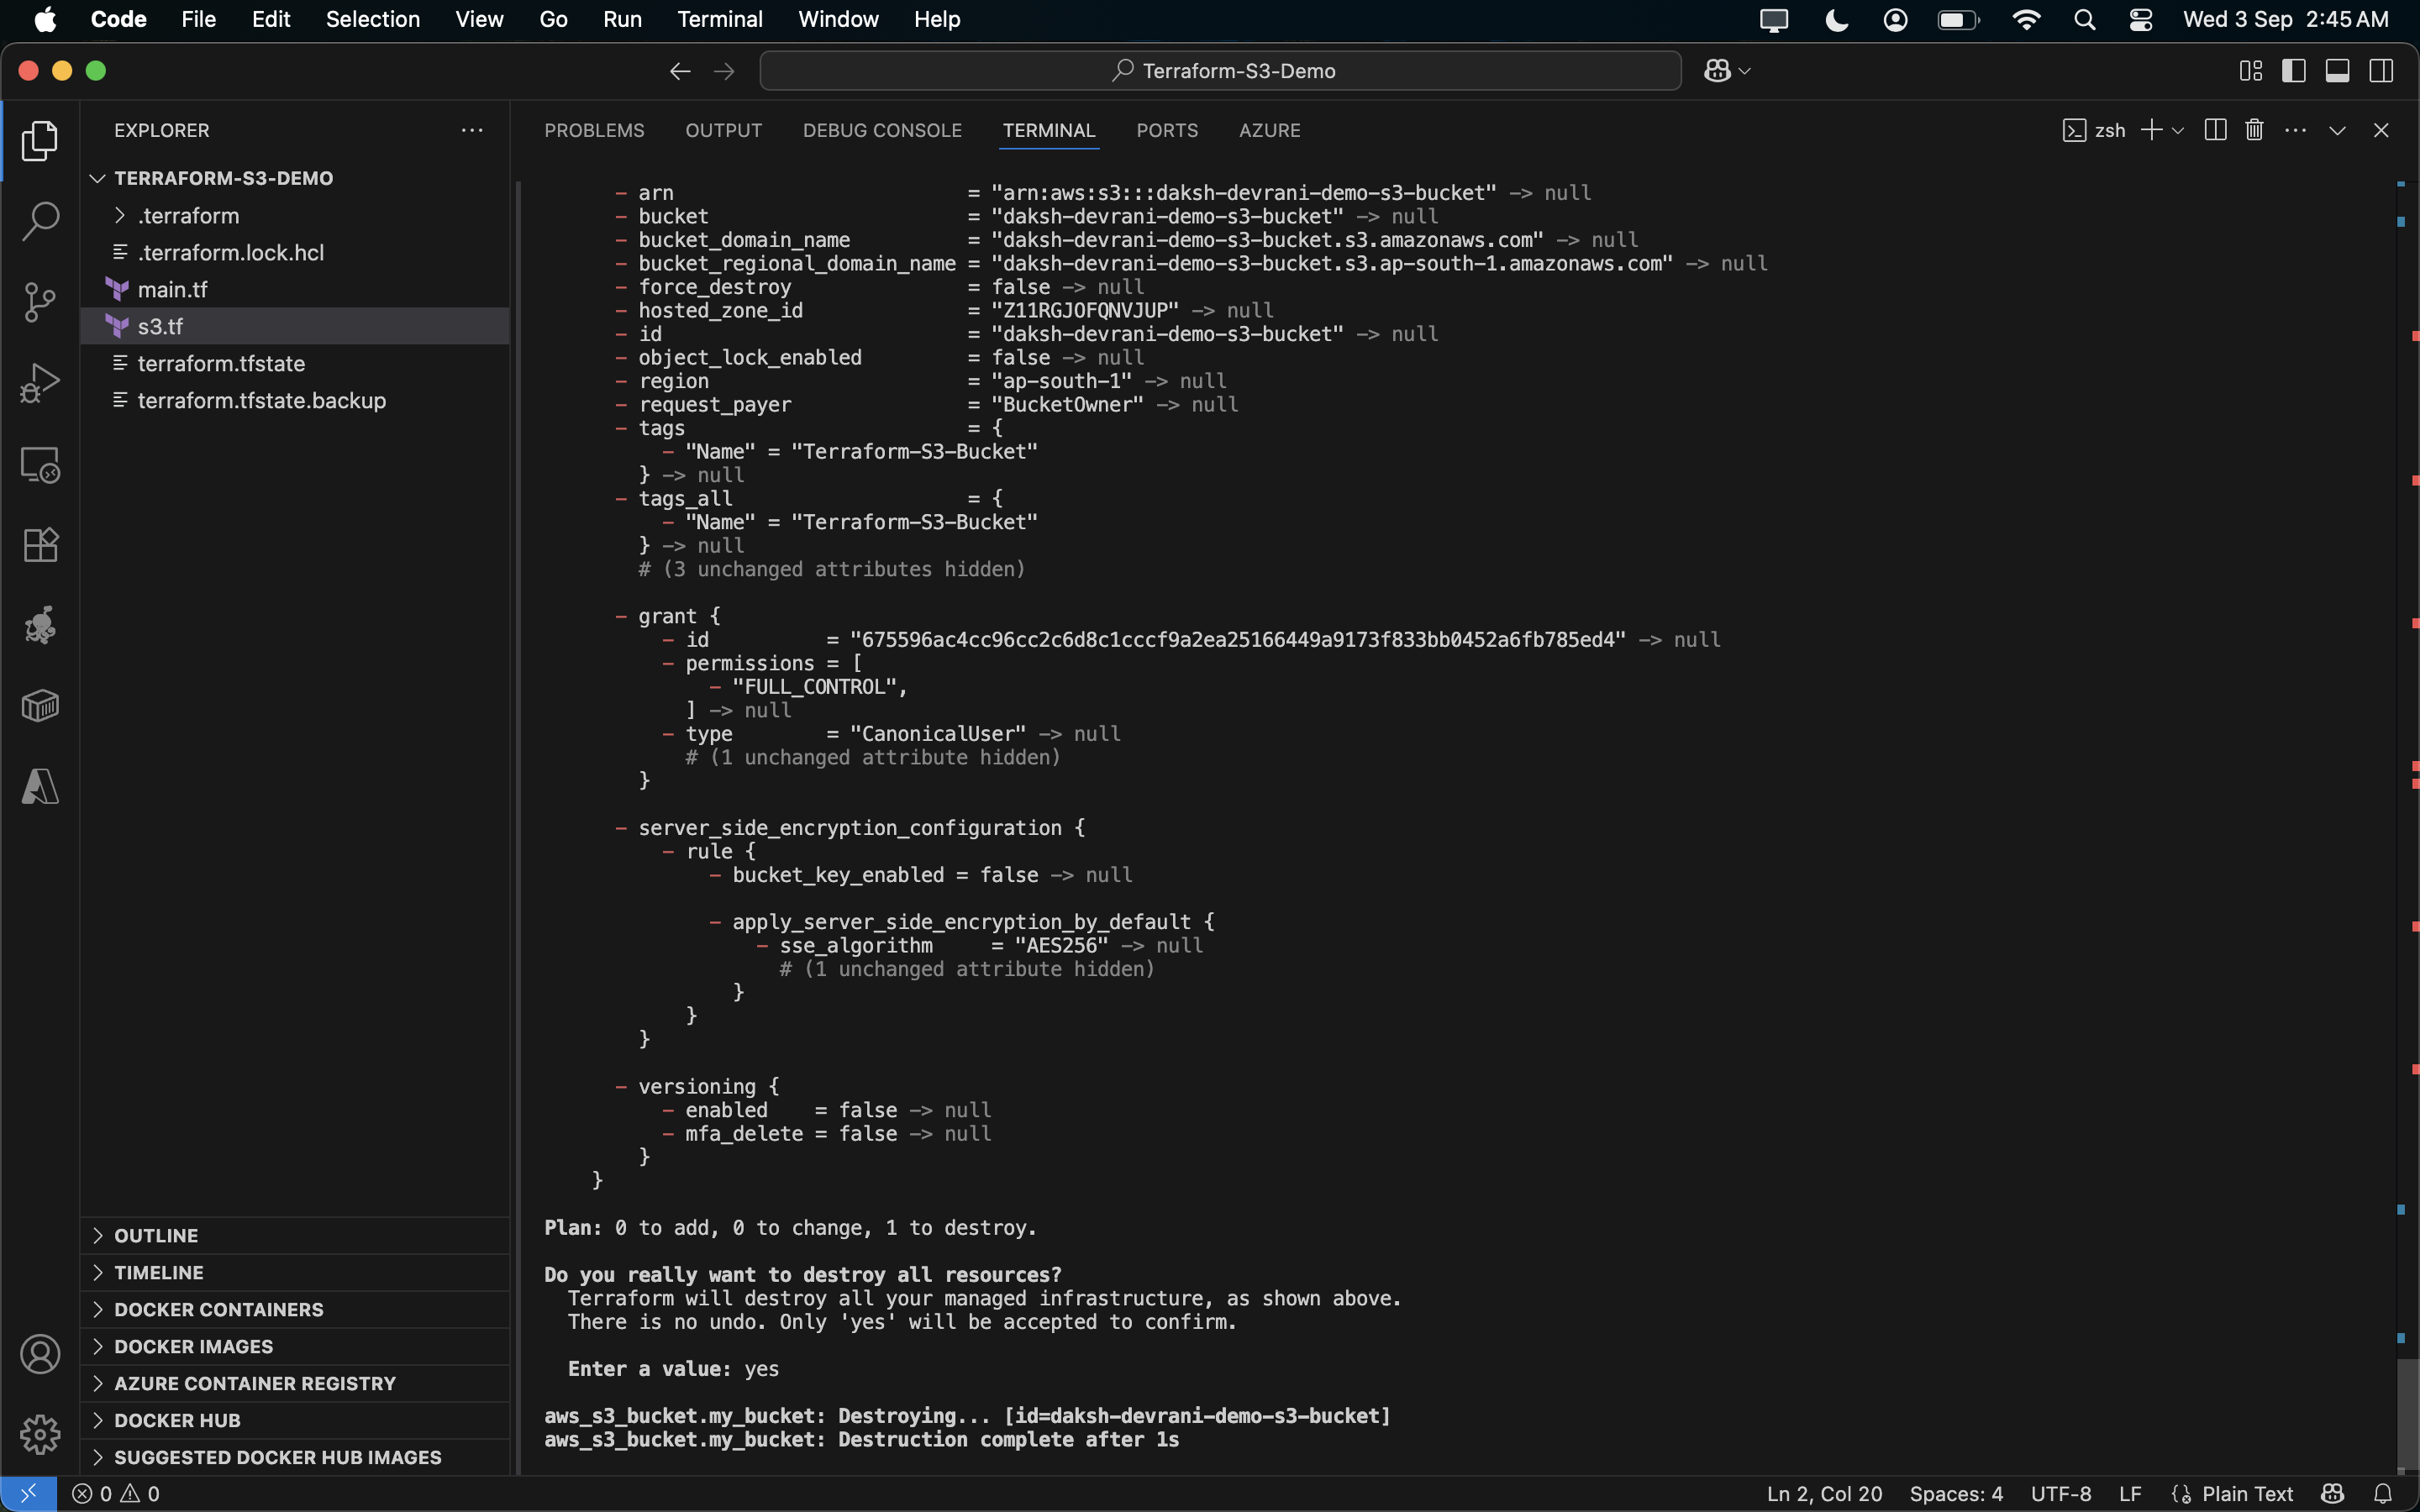 Code File Edit Selection View Go Run Terminal Window Help Wed 3 Sep 2:45 AM
Terraform-S3-Demo
EXPLORER
TERRAFORM-S3-DEMO
.terraform
.terraform.lock.hcl
main.tf
s3.tf
terraform.tfstate
terraform.tfstate.backup
OUTLINE
TIMELINE
DOCKER CONTAINERS
DOCKER IMAGES
AZURE CONTAINER REGISTRY
DOCKER HUB
SUGGESTED DOCKER HUB IMAGES
PROBLEMS OUTPUT DEBUG CONSOLE TERMINAL PORTS AZURE zsh
- arn = "arn:aws:s3:::daksh-devrani-demo-s3-bucket" -> null
- bucket = "daksh-devrani-demo-s3-bucket" -> null
- bucket_domain_name = "daksh-devrani-demo-s3-bucket.s3.amazonaws.com" -> null
- bucket_regional_domain_name = "daksh-devrani-demo-s3-bucket.s3.ap-south-1.amazonaws.com" -> null
- force_destroy = false -> null
- hosted_zone_id = "Z11RGJOFQNVJUP" -> null
- id = "daksh-devrani-demo-s3-bucket" -> null
- object_lock_enabled = false -> null
- region = "ap-south-1" -> null
- request_payer = "BucketOwner" -> null
- tags = {
- "Name" = "Terraform-S3-Bucket"
} -> null
- tags_all = {
- "Name" = "Terraform-S3-Bucket"
} -> null
# (3 unchanged attributes hidden)
- grant {
- id = "675596ac4cc96cc2c6d8c1cccf9a2ea25166449a9173f833bb0452a6fb785ed4" -> null
- permissions = [
- "FULL_CONTROL",
] -> null
- type = "CanonicalUser" -> null
# (1 unchanged attribute hidden)
}
- server_side_encryption_configuration {
- rule {
- bucket_key_enabled = false -> null
- apply_server_side_encryption_by_default {
- sse_algorithm = "AES256" -> null
# (1 unchanged attribute hidden)
}
}
}
- versioning {
- enabled = false -> null
- mfa_delete = false -> null
}
}
Plan: 0 to add, 0 to change, 1 to destroy.
Do you really want to destroy all resources?
Terraform will destroy all your managed infrastructure, as shown above.
There is no undo. Only 'yes' will be accepted to confirm.
Enter a value: yes
aws_s3_bucket.my_bucket: Destroying... [id=daksh-devrani-demo-s3-bucket]
aws_s3_bucket.my_bucket: Destruction complete after 1s
0 0 Ln 2, Col 20 Spaces: 4 UTF-8 LF Plain Text